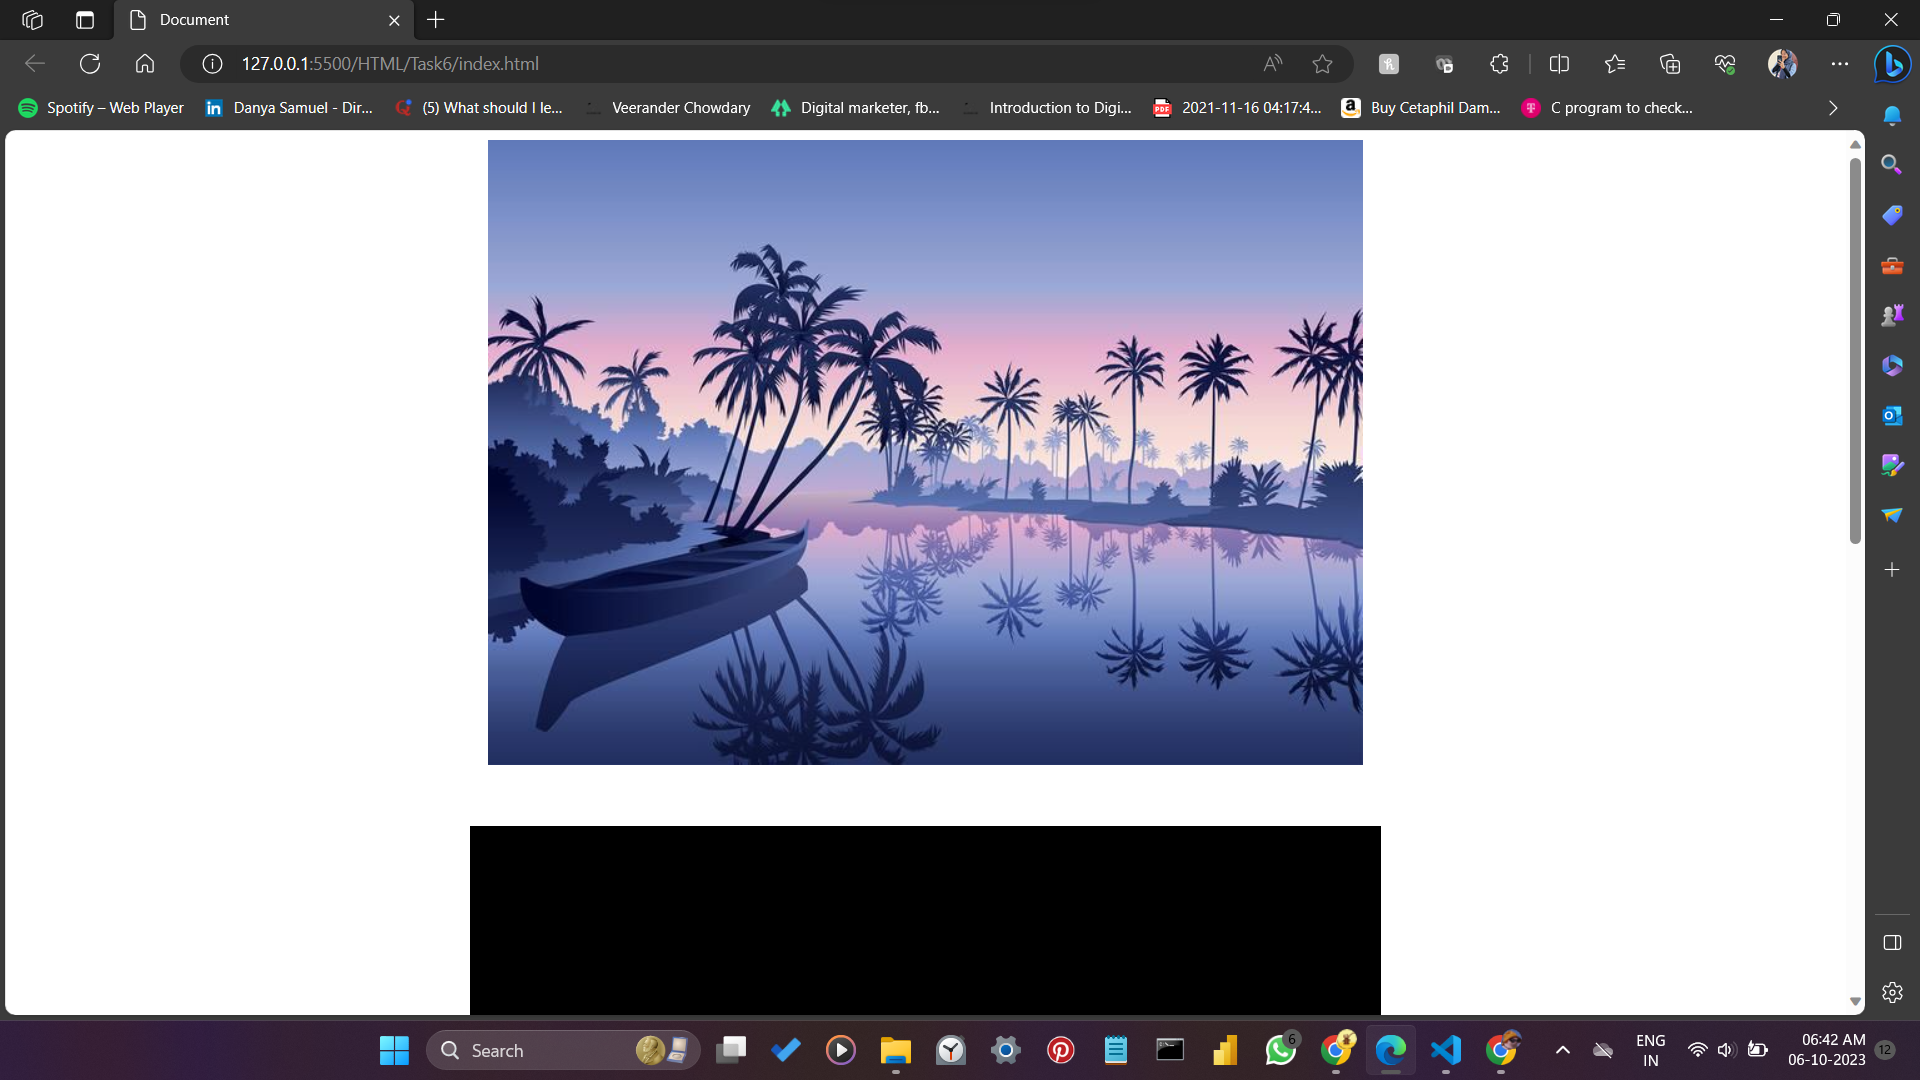 Document
127.0.0.1:5500/HTML/Task6/index.html
Spotify – Web Player
Danya Samuel - Dir...
(5) What should I le...
Veerander Chowdary
Digital marketer, fb...
Introduction to Digi...
PDF
2021-11-16 04:17:4...
Buy Cetaphil Dam...
C program to check...
Search
6
ENG
IN
06:42 AM
06-10-2023
12